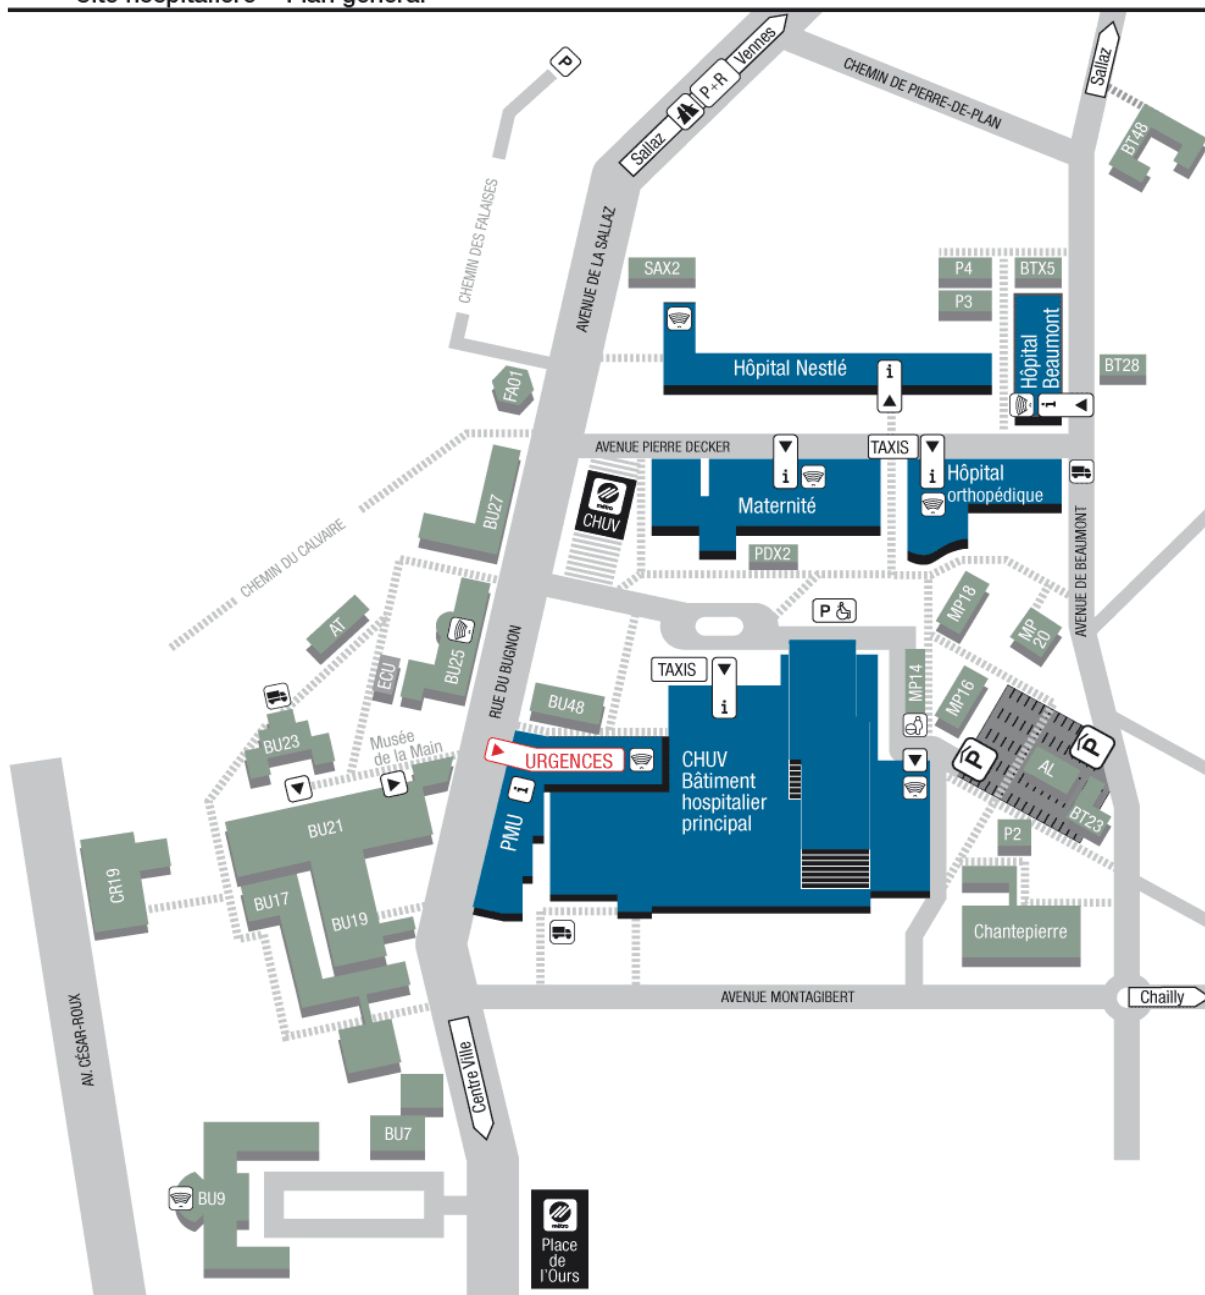 Site hospitalier – Plan général
P
Vennes
P+R
Sallaz
Sallaz
CHEMIN DE PIERRE-DE-PLAN
BT48
CHEMIN DES FALAISES
AVENUE DE LA SALLAZ
SAX2
P4
BTX5
P3
Hôpital Nestlé
i
Hôpital
Beaumont
i
BT28
FA01
AVENUE PIERRE DECKER
TAXIS
i
i
Hôpital
orthopédique
Maternité
BU27
métro
CHUV
PDX2
CHEMIN DU CALVAIRE
AVENUE DE BEAUMONT
MP18
MP
20
AT
P
ECU
BU25
RUE DU BUGNON
TAXIS
i
MP14
MP16
BU48
BU23
Musée
de la Main
URGENCES
CHUV
Bâtiment
hospitalier
principal
P
P
AL
BT23
i
PMU
BU21
P2
CR19
BU17
BU19
Chantepierre
AVENUE MONTAGIBERT
Chailly
AV. CÉSAR-ROUX
Centre Ville
BU7
BU9
métro
Place
de
l'Ours